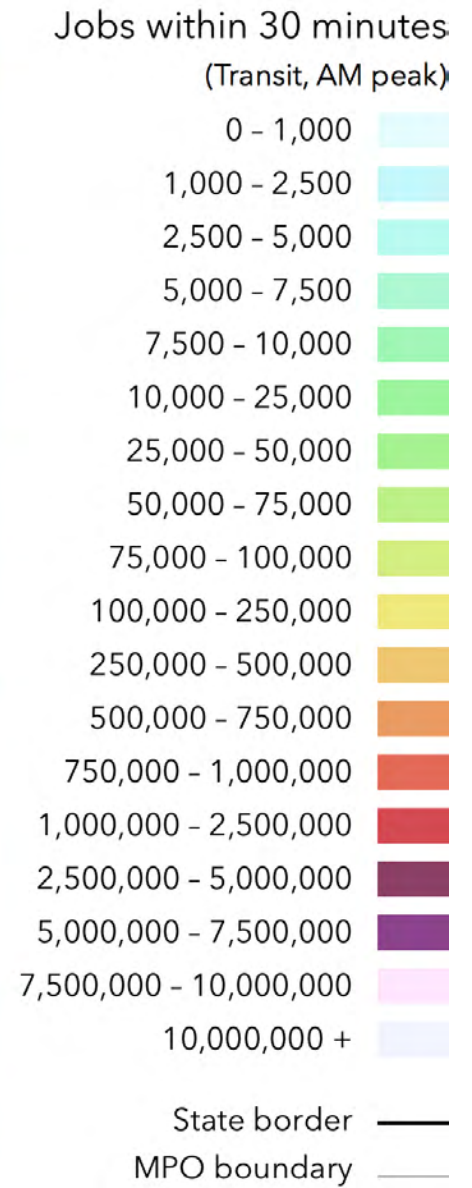 Jobs within 30 minutes
(Transit, AM peak)
0 – 1,000
1,000 – 2,500
2,500 – 5,000
5,000 – 7,500
7,500 – 10,000
10,000 – 25,000
25,000 – 50,000
50,000 – 75,000
75,000 – 100,000
100,000 – 250,000
250,000 – 500,000
500,000 – 750,000
750,000 – 1,000,000
1,000,000 – 2,500,000
2,500,000 – 5,000,000
5,000,000 – 7,500,000
7,500,000 – 10,000,000
10,000,000 +
State border
MPO boundary